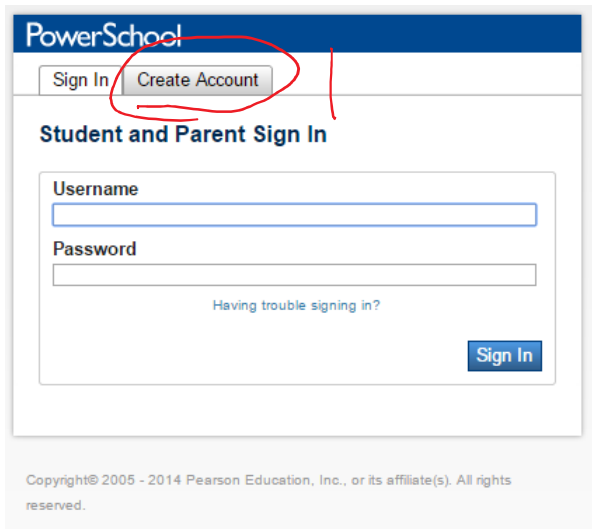 PowerSchool
Sign In Create Account
Student and Parent Sign In
Username
Password
Having trouble signing in?
Sign In
Copyright© 2005 - 2014 Pearson Education, Inc., or its affiliate(s). All rights
reserved.